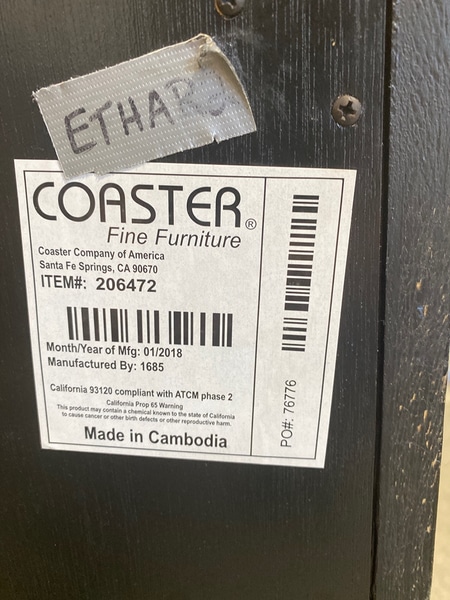 ETHAR
COASTER®
Fine Furniture
Coaster Company of America
Santa Fe Springs, CA 90670
ITEM#: 206472
Month/Year of Mfg: 01/2018
Manufactured By: 1685
California 93120 compliant with ATCM phase 2
California Prop 65 Warning
This product may contain a chemical known to the state of California
to cause cancer or other birth defects or other reproductive harm.
Made in Cambodia
PO#: 76776